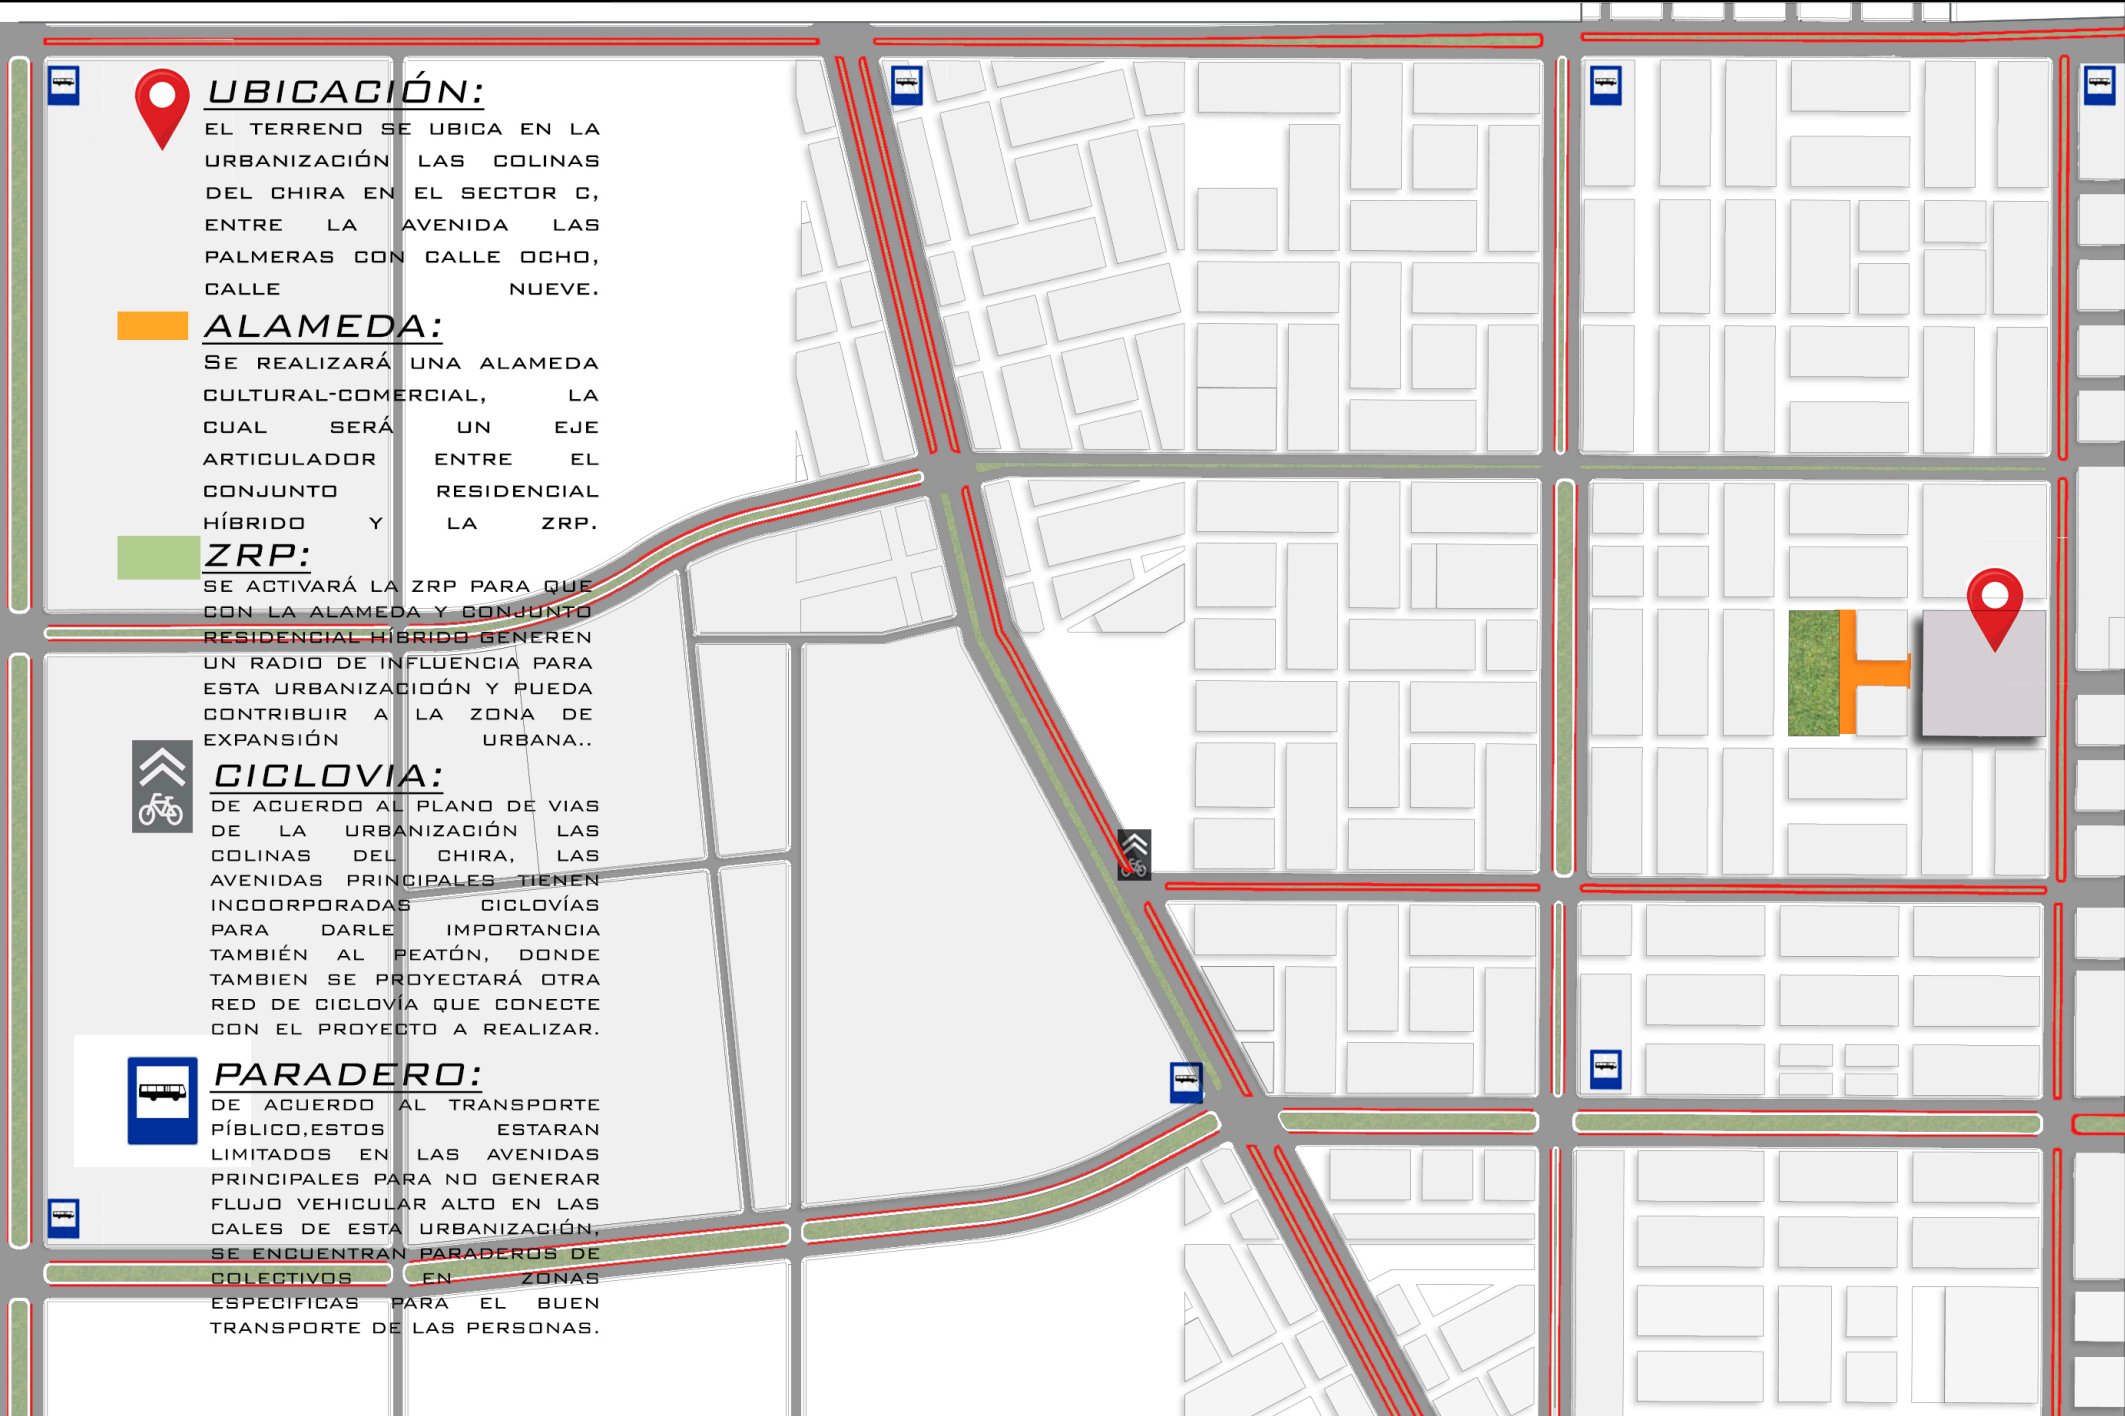 UBICACIÓN:
EL TERRENO SE UBICA EN LA
URBANIZACIÓN LAS COLINAS
DEL CHIRA EN EL SECTOR C,
ENTRE LA AVENIDA LAS
PALMERAS CON CALLE OCHO,
CALLE NUEVE.
ALAMEDA:
SE REALIZARÁ UNA ALAMEDA
CULTURAL-COMERCIAL, LA
CUAL SERÁ UN EJE
ARTICULADOR ENTRE EL
CONJUNTO RESIDENCIAL
HÍBRIDO Y LA ZRP.
ZRP:
SE ACTIVARÁ LA ZRP PARA QUE
CON LA ALAMEDA Y CONJUNTO
RESIDENCIAL HÍBRIDO GENEREN
UN RADIO DE INFLUENCIA PARA
ESTA URBANIZACIOÓN Y PUEDA
CONTRIBUIR A LA ZONA DE
EXPANSIÓN URBANA..
CICLOVIA:
DE ACUERDO AL PLANO DE VIAS
DE LA URBANIZACIÓN LAS
COLINAS DEL CHIRA, LAS
AVENIDAS PRINCIPALES TIENEN
INCOORPORADAS CICLOVÍAS
PARA DARLE IMPORTANCIA
TAMBIÉN AL PEATÓN, DONDE
TAMBIEN SE PROYECTARÁ OTRA
RED DE CICLOVÍA QUE CONECTE
CON EL PROYECTO A REALIZAR.
PARADERO:
DE ACUERDO AL TRANSPORTE
PÍBLICO,ESTOS ESTARAN
LIMITADOS EN LAS AVENIDAS
PRINCIPALES PARA NO GENERAR
FLUJO VEHICULAR ALTO EN LAS
CALES DE ESTA URBANIZACIÓN,
SE ENCUENTRAN PARADEROS DE
COLECTIVOS EN ZONAS
ESPECIFICAS PARA EL BUEN
TRANSPORTE DE LAS PERSONAS.